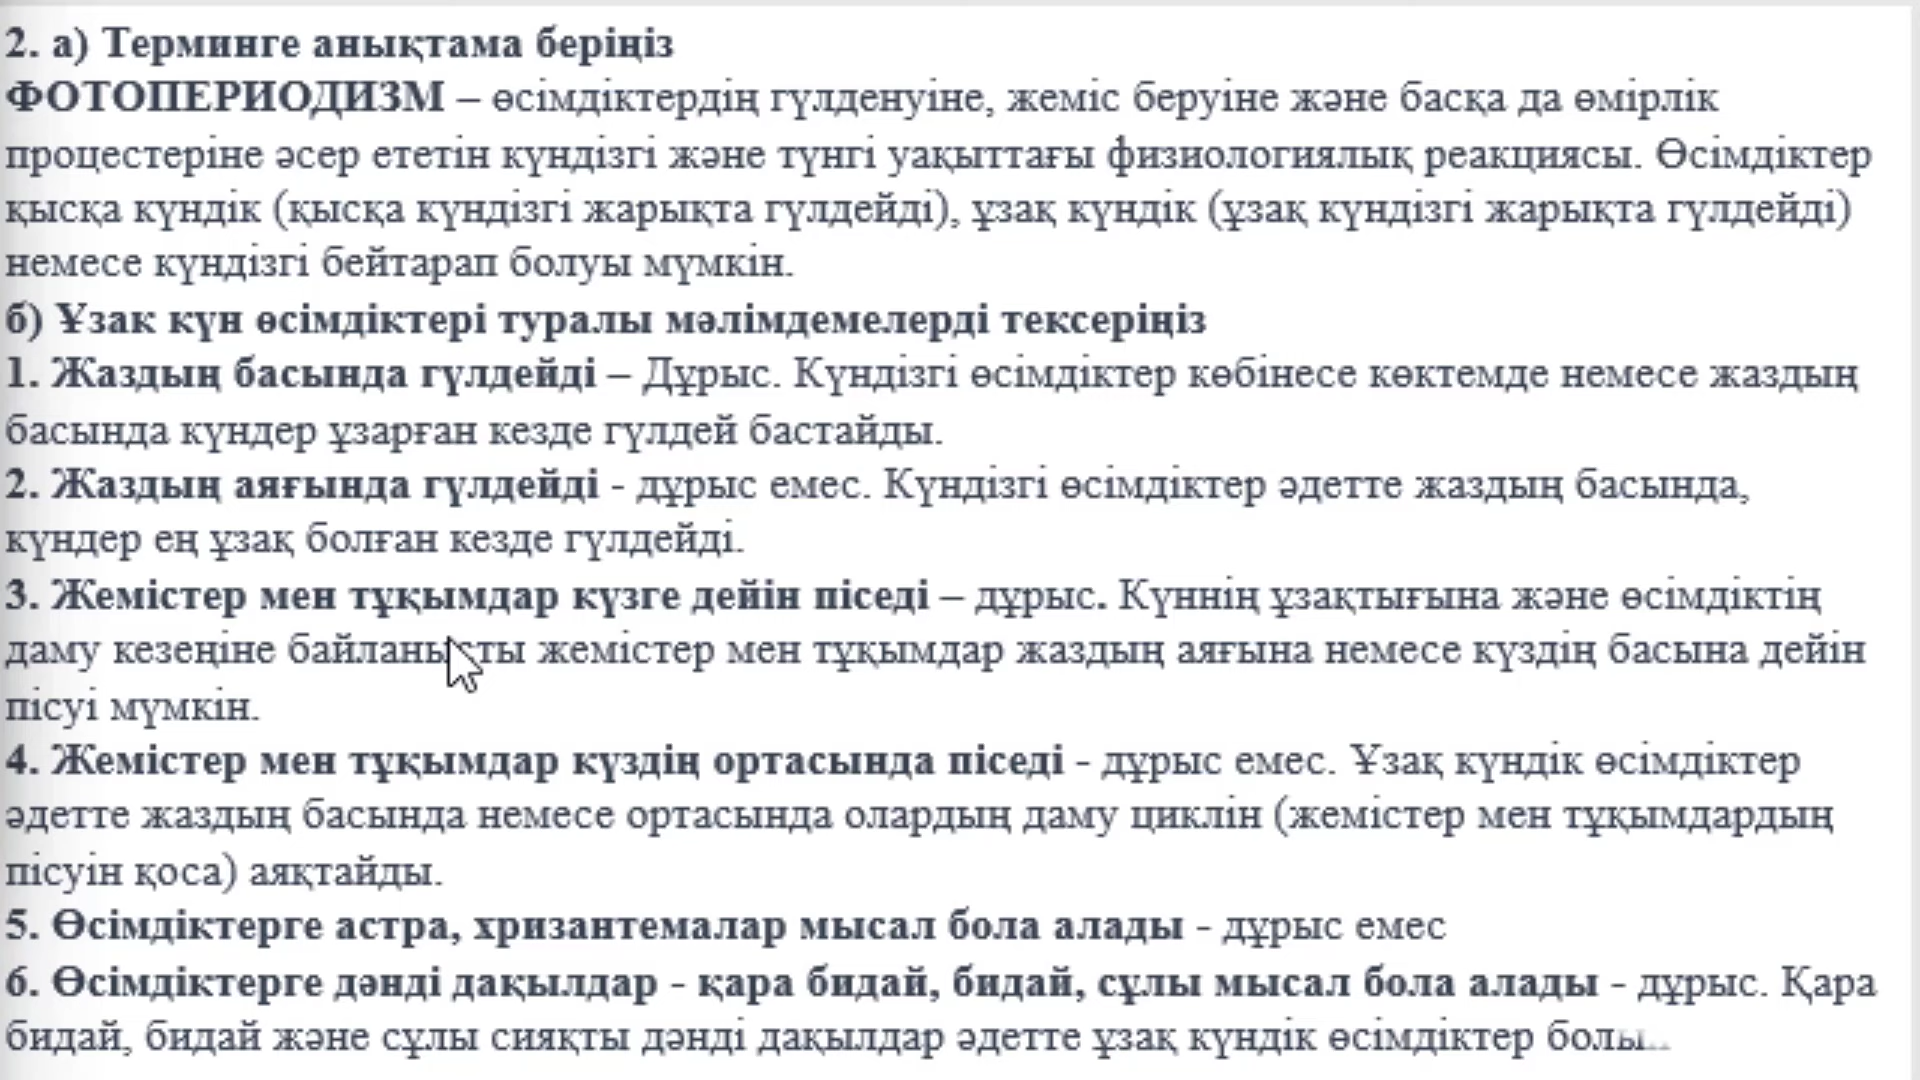 2. а) Терминге анықтама беріңіз
ФОТОПЕРИОДИЗМ – өсімдіктердің гүлденуіне, жеміс беруіне және басқа да өмірлік
процестеріне әсер ететін күндізгі және түнгі уақыттағы физиологиялық реакциясы. Өсімдіктер
қысқа күндік (қысқа күндізгі жарықта гүлдейді), ұзақ күндік (ұзақ күндізгі жарықта гүлдейді)
немесе күндізгі бейтарап болуы мүмкін.
б) Ұзак күн өсімдіктері туралы мәлімдемелерді тексеріңіз
1. Жаздың басында гүлдейді – Дұрыс. Күндізгі өсімдіктер көбінесе көктемде немесе жаздың
басында күндер ұзарған кезде гүлдей бастайды.
2. Жаздың аяғында гүлдейді - дұрыс емес. Күндізгі өсімдіктер әдетте жаздың басында,
күндер ең ұзақ болған кезде гүлдейді.
3. Жемістер мен тұқымдар күзге дейін піседі – дұрыс. Күннің ұзақтығына және өсімдіктің
даму кезеңіне байланысты жемістер мен тұқымдар жаздың аяғына немесе күздің басына дейін
пісуі мүмкін.
4. Жемістер мен тұқымдар күздің ортасында піседі - дұрыс емес. Ұзақ күндік өсімдіктер
әдетте жаздың басында немесе ортасында олардың даму циклін (жемістер мен тұқымдардың
пісуін қоса) аяқтайды.
5. Өсімдіктерге астра, хризантемалар мысал бола алады - дұрыс емес
6. Өсімдіктерге дәнді дақылдар - қара бидай, бидай, сұлы мысал бола алады - дұрыс. Қара
бидай, бидай және сұлы сияқты дәнді дақылдар әдетте ұзақ күндік өсімдіктер